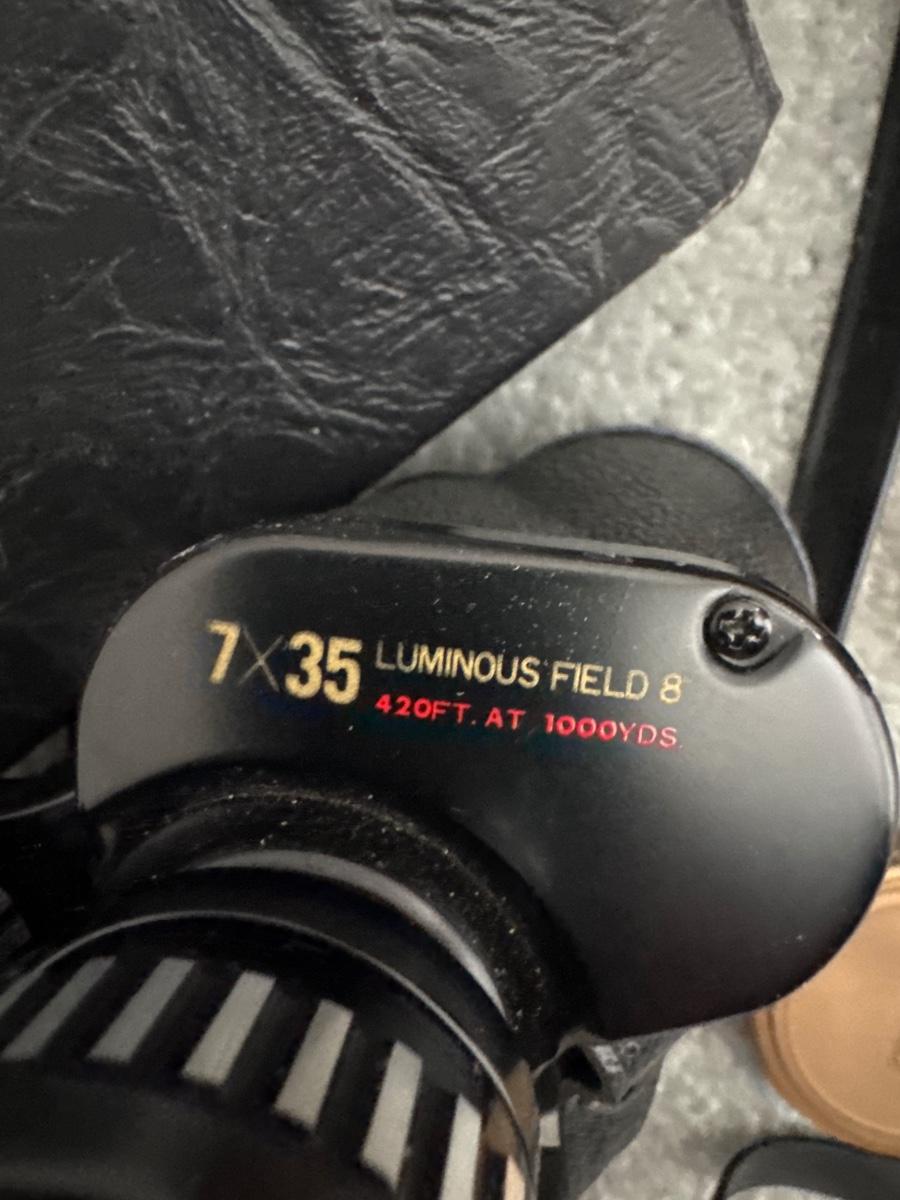 7X35 LUMINOUS FIELD 8°
420FT. AT 1000YDS.